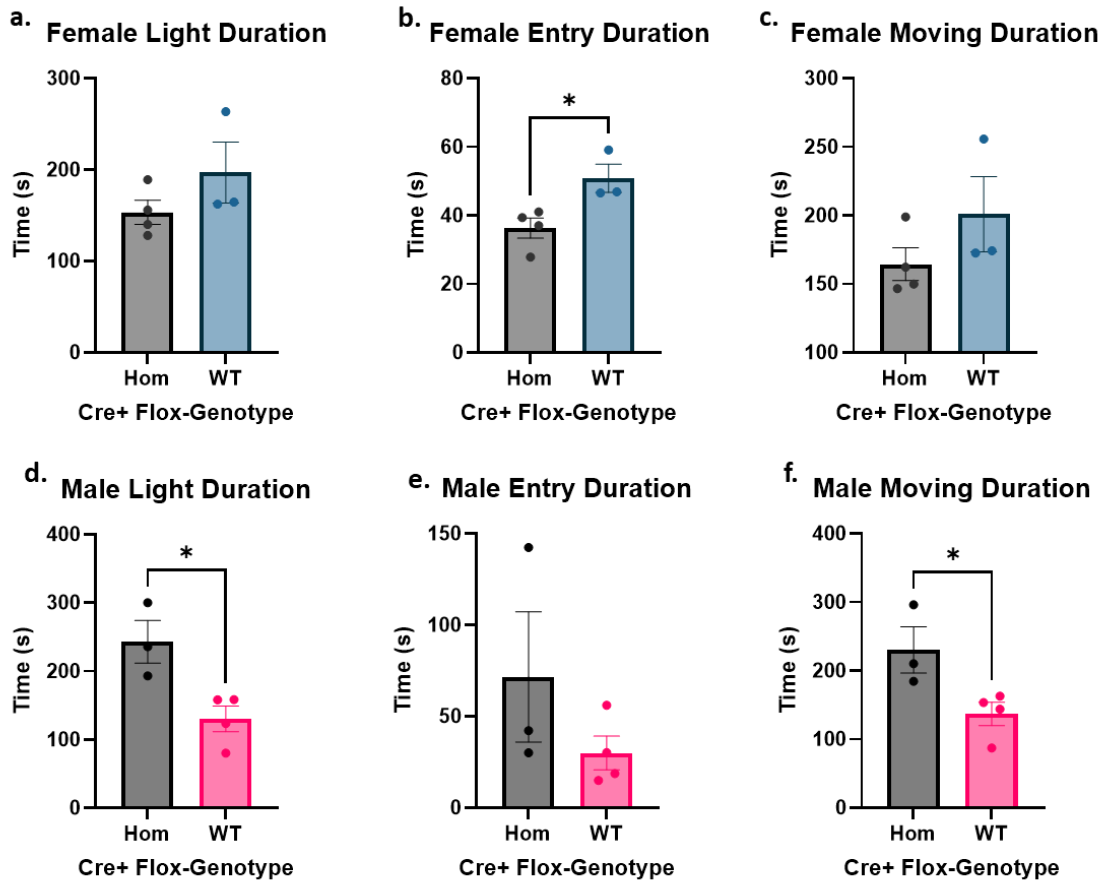 a. Female Light Duration
300
200
100
0
Time (s)
Hom WT
Cre+ Flox-Genotype
b. Female Entry Duration
80
60
40
20
0
Time (s)
*
Hom WT
Cre+ Flox-Genotype
c. Female Moving Duration
300
250
200
150
100
Time (s)
Hom WT
Cre+ Flox-Genotype
d. Male Light Duration
400
300
200
100
0
Time (s)
*
Hom WT
Cre+ Flox-Genotype
e. Male Entry Duration
150
100
50
0
Time (s)
Hom WT
Cre+ Flox-Genotype
f. Male Moving Duration
400
300
200
100
0
Time (s)
*
Hom WT
Cre+ Flox-Genotype